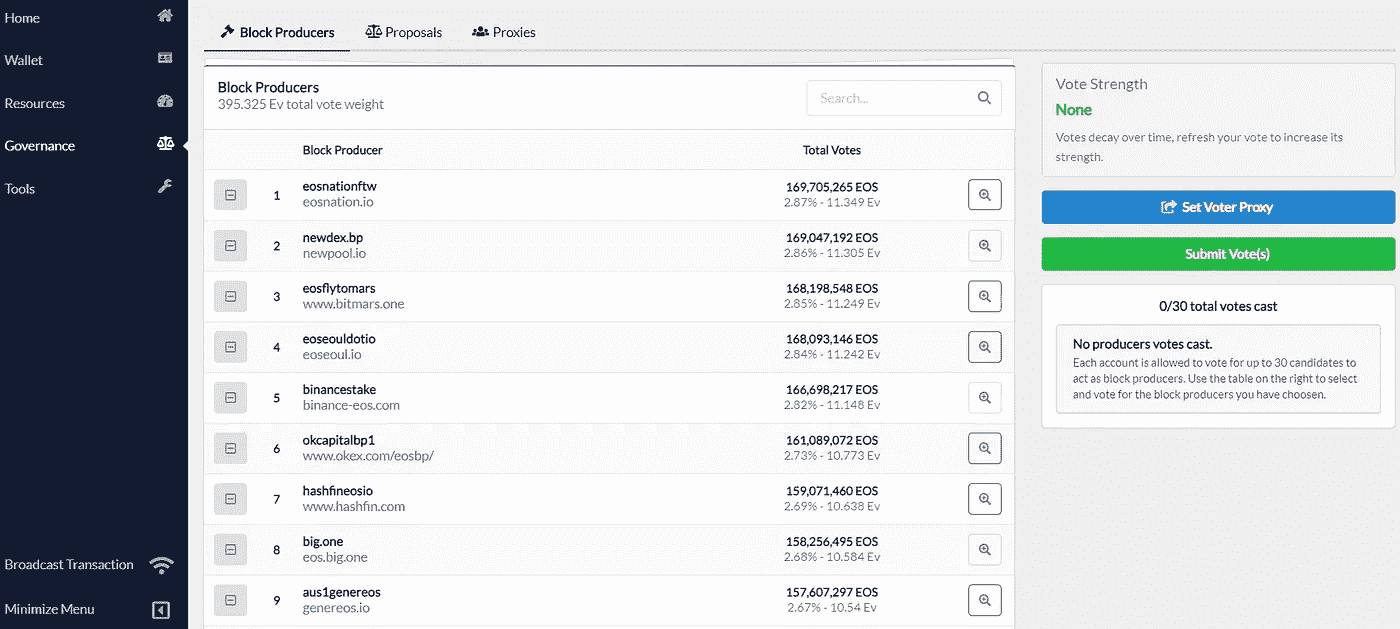 Home
Wallet
Resources
Governance
Tools
Broadcast Transaction
Minimize Menu
Block Producers
Proposals
Proxies
Block Producers
395.325 Ev total vote weight
Search...
Block Producer
Total Votes
1
eosnationftw
eosnation.io
169,705,265 EOS
2.87% - 11.349 Ev
2
newdex.bp
newpool.io
169,047,192 EOS
2.86% - 11.305 Ev
3
eosflytomars
www.bitmars.one
168,198,548 EOS
2.85% - 11.249 Ev
4
eoseouldotio
eoseoul.io
168,093,146 EOS
2.84% - 11.242 Ev
5
binancestake
binance-eos.com
166,698,217 EOS
2.82% - 11.148 Ev
6
okcapitalbp1
www.okex.com/eosbp/
161,089,072 EOS
2.73% - 10.773 Ev
7
hashfineosio
www.hashfin.com
159,071,460 EOS
2.69% - 10.638 Ev
8
big.one
eos.big.one
158,256,495 EOS
2.68% - 10.584 Ev
9
aus1genereos
genereos.io
157,607,297 EOS
2.67% - 10.54 Ev
Vote Strength
None
Votes decay over time, refresh your vote to increase its
strength.
Set Voter Proxy
Submit Vote(s)
0/30 total votes cast
No producers votes cast.
Each account is allowed to vote for up to 30 candidates to
act as block producers. Use the table on the right to select
and vote for the block producers you have choosen.